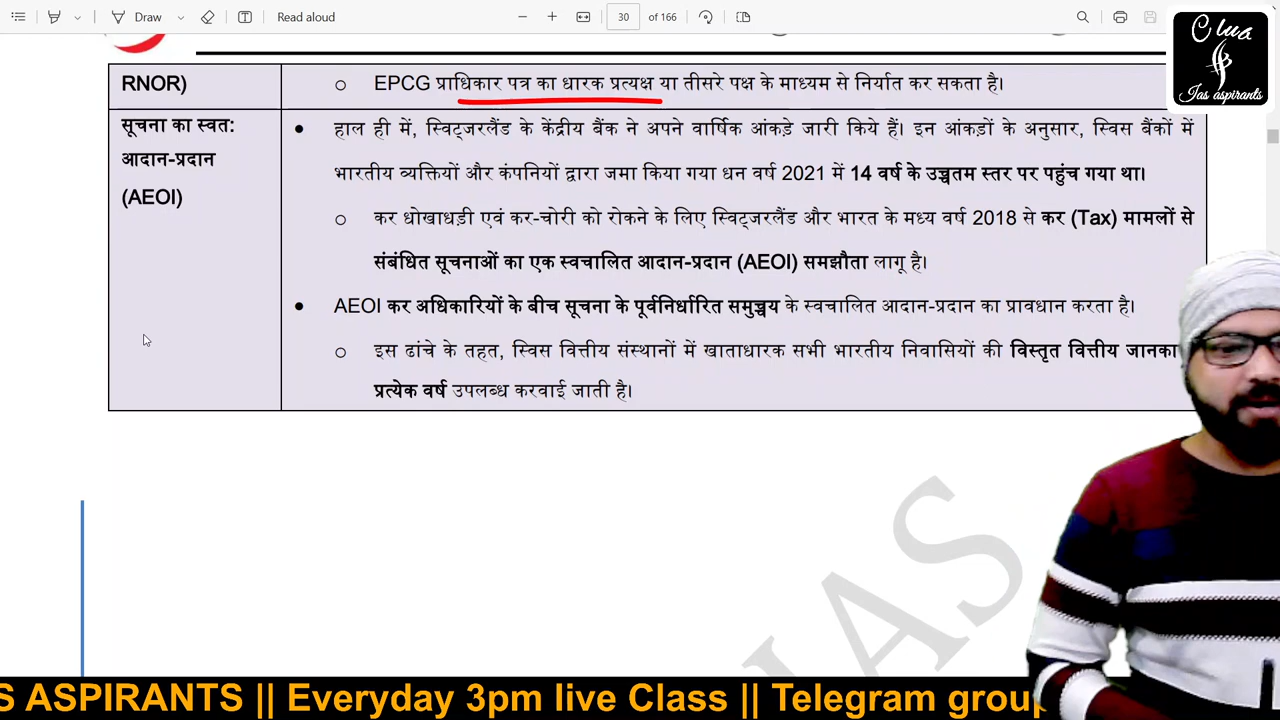 Draw
Read aloud
30
of 166
Clua
Ias aspirants
RNOR)
EPCG प्राधिकार पत्र का धारक प्रत्यक्ष या तीसरे पक्ष के माध्यम से निर्यात कर सकता है।
सूचना का स्वत:
आदान-प्रदान
(AEOI)
हाल ही में, स्विट्जरलैंड के केंद्रीय बैंक ने अपने वार्षिक आंकड़े जारी किये हैं। इन आंकड़ों के अनुसार, स्विस बैंकों में
भारतीय व्यक्तियों और कंपनियों द्वारा जमा किया गया धन वर्ष 2021 में 14 वर्ष के उच्चतम स्तर पर पहुंच गया था।
कर धोखाधड़ी एवं कर-चोरी को रोकने के लिए स्विट्जरलैंड और भारत के मध्य वर्ष 2018 से कर (Tax) मामलों से
संबंधित सूचनाओं का एक स्वचालित आदान-प्रदान (AEOI) समझौता लागू है।
AEOI कर अधिकारियों के बीच सूचना के पूर्वनिर्धारित समुच्चय के स्वचालित आदान-प्रदान का प्रावधान करता है।
इस ढांचे के तहत, स्विस वित्तीय संस्थानों में खाताधारक सभी भारतीय निवासियों की विस्तृत वित्तीय
प्रत्येक वर्ष उपलब्ध करवाई जाती है।
IAS
S ASPIRANTS || Everyday 3pm live Class || Telegram group